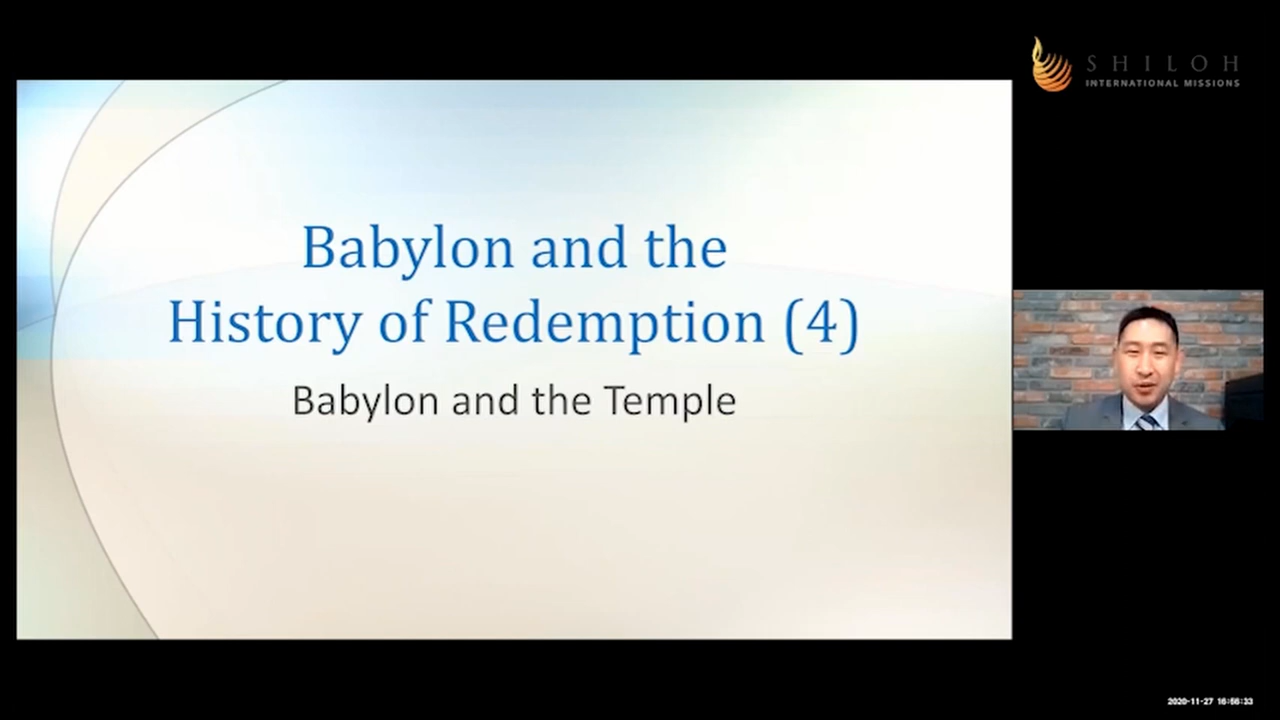 SHILOH
INTERNATIONAL MISSIONS
Babylon and the
History of Redemption (4)
Babylon and the Temple
2020-11-27 16:56:33